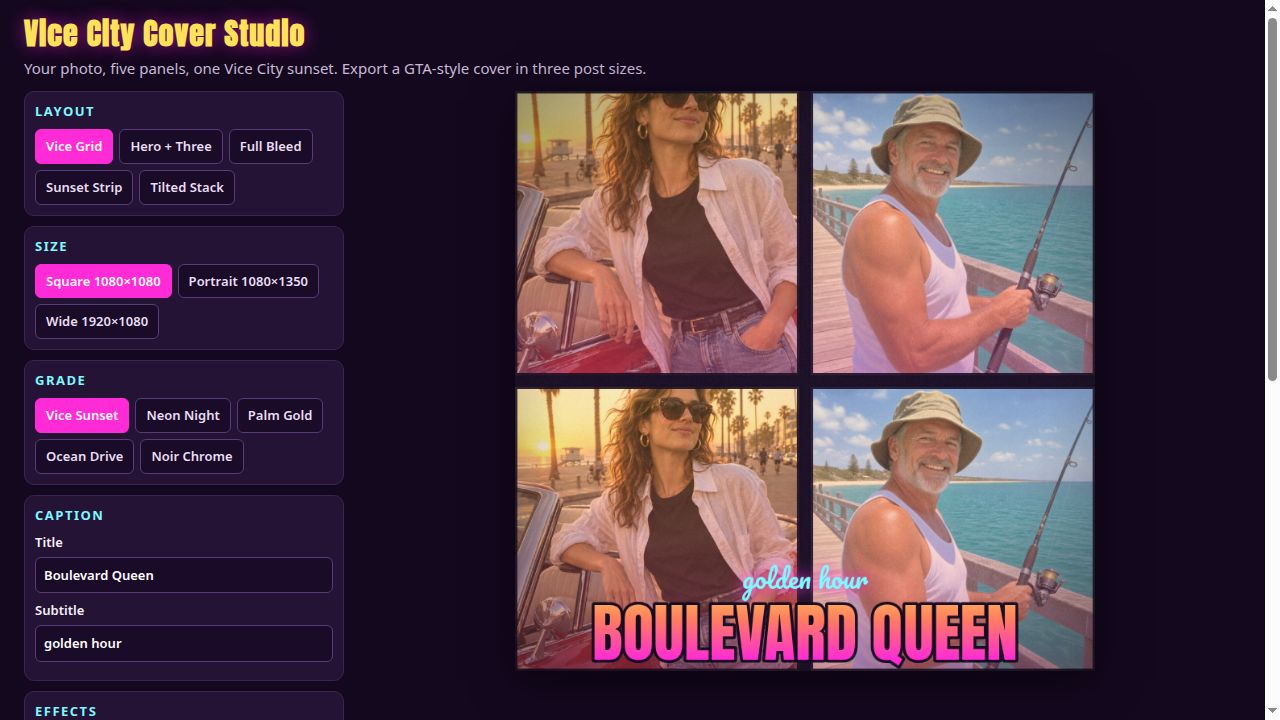 Vice City Cover Studio
Your photo, five panels, one Vice City sunset. Export a GTA-style cover in three post sizes.
LAYOUT
Vice Grid
Hero + Three
Full Bleed
Sunset Strip
Tilted Stack
SIZE
Square 1080×1080
Portrait 1080×1350
Wide 1920×1080
GRADE
Vice Sunset
Neon Night
Palm Gold
Ocean Drive
Noir Chrome
CAPTION
Title
Boulevard Queen
Subtitle
golden hour
EFFECTS
golden hour
BOULEVARD QUEEN